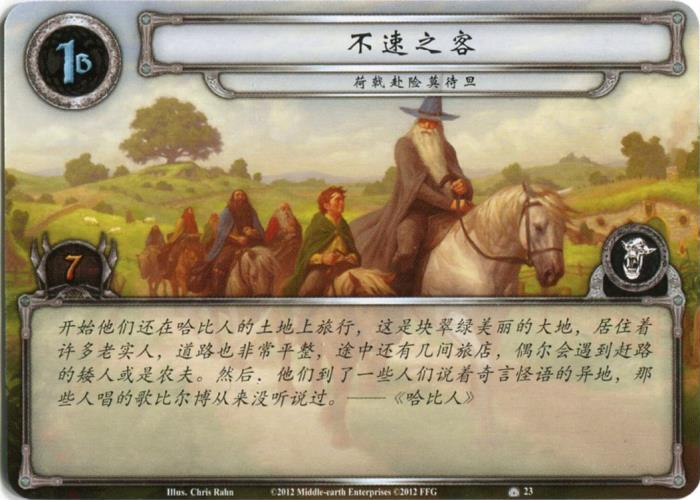 1B
不速之客
荷戟赴险莫待旦
7
开始他们还在哈比人的土地上旅行，这是块翠绿美丽的大地，居住着
许多老实人，道路也非常平整，途中还有几间旅店，偶尔会遇到赶路
的矮人或是农夫。然后．他们到了一些人们说着奇言怪语的异地，那
些人唱的歌比尔博从来没听说过。——《哈比人》
Illus. Chris Rahn ©2012 Middle-earth Enterprises ©2012 FFG 23